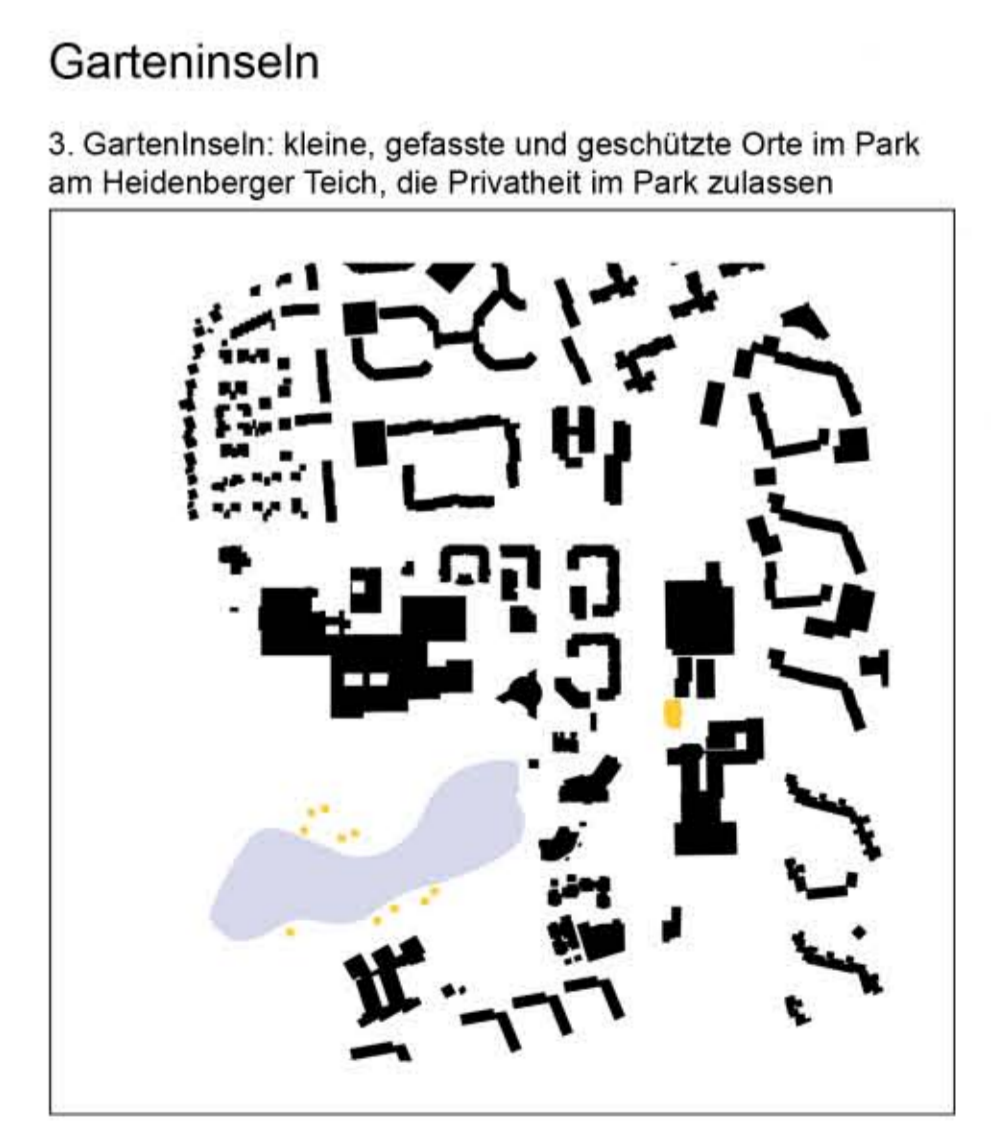 Garteninseln
3. GartenInseln: kleine, gefasste und geschützte Orte im Park
am Heidenberger Teich, die Privatheit im Park zulassen